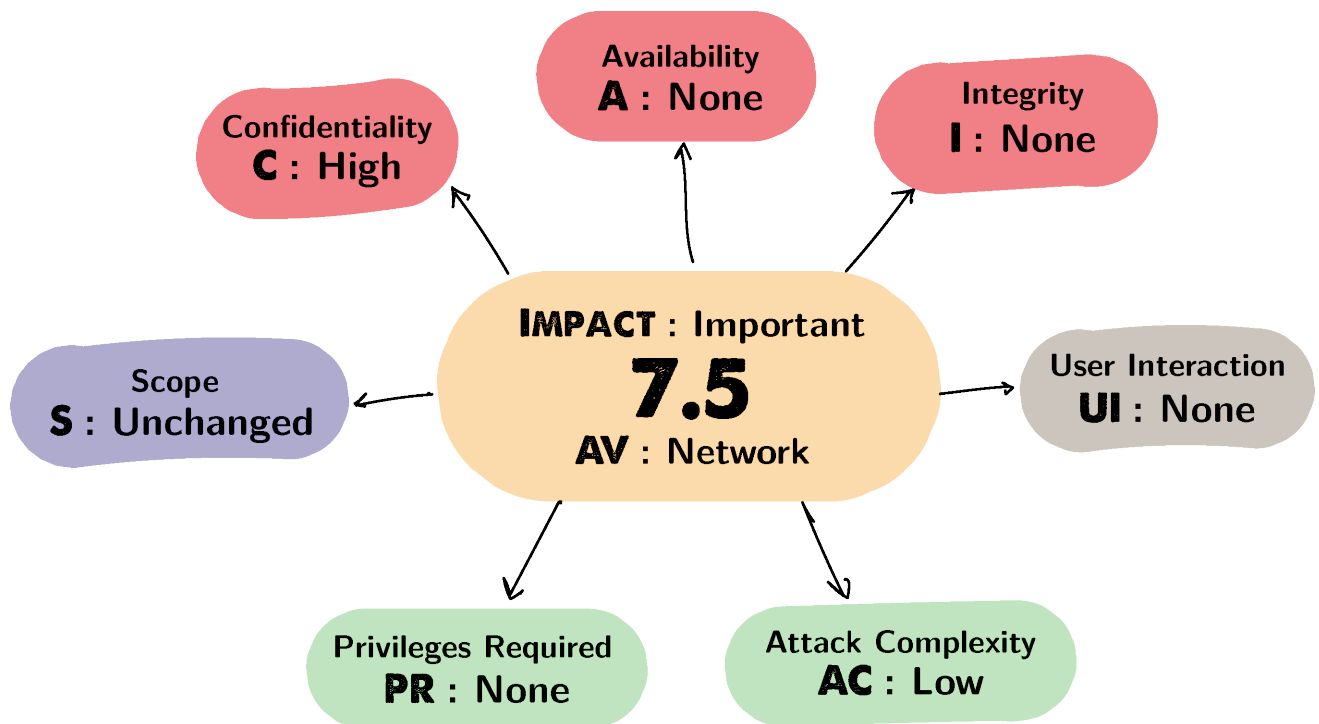 Availability
A : None
Integrity
I : None
Confidentiality
C : High
IMPACT : Important
7.5
AV : Network
Scope
S : Unchanged
User Interaction
UI : None
Privileges Required
PR : None
Attack Complexity
AC : Low